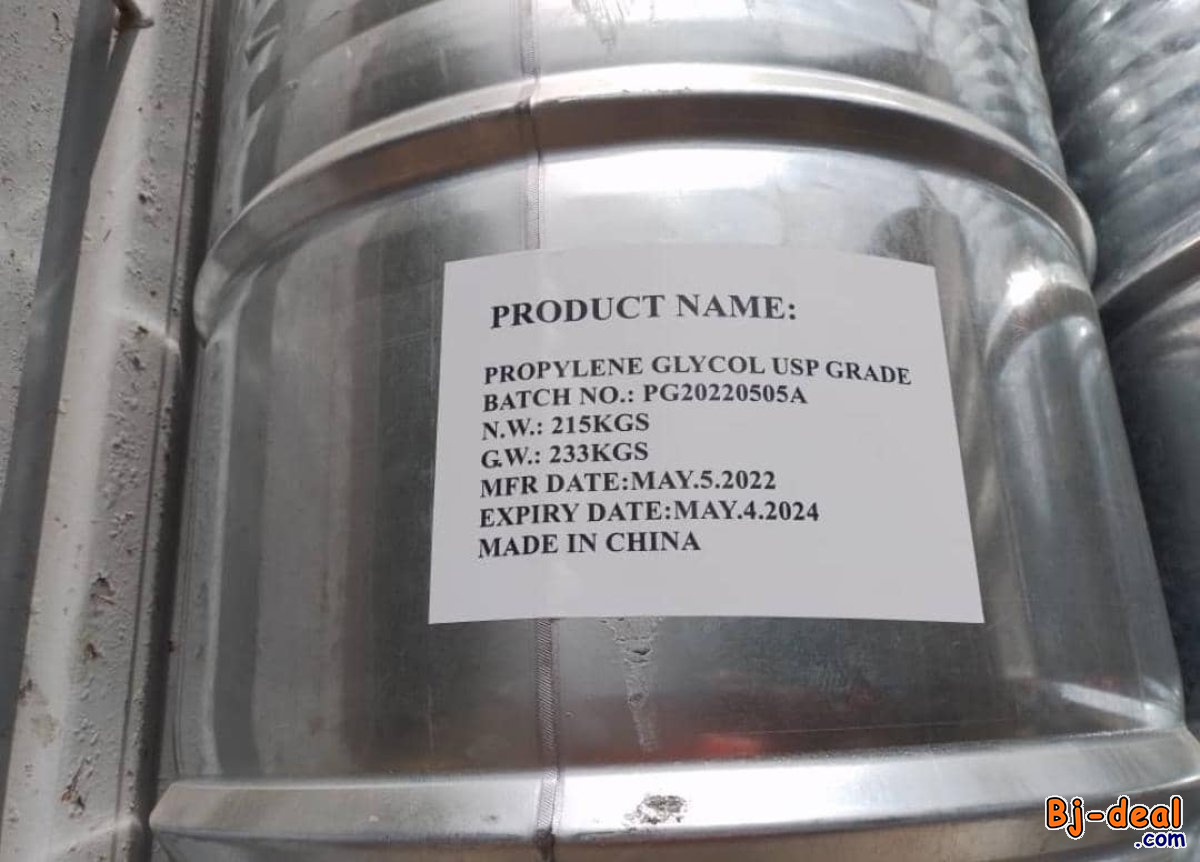 PRODUCT NAME:
PROPYLENE GLYCOL USP GRADE
BATCH NO.: PG20220505A
N.W.: 215KGS
G.W.: 233KGS
MFR DATE:MAY.5.2022
EXPIRY DATE:MAY.4.2024
MADE IN CHINA
Bj-deal
.com